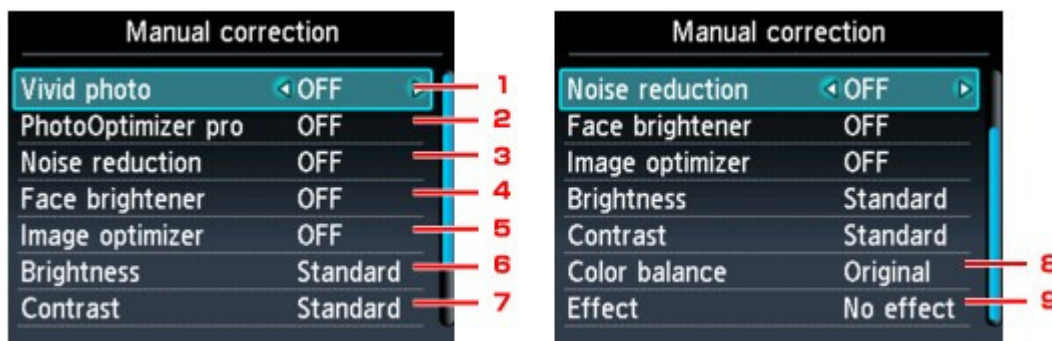 Manual correction
Vivid photo OFF 1
PhotoOptimizer pro OFF 2
Noise reduction OFF 3
Face brightener OFF 4
Image optimizer OFF 5
Brightness Standard 6
Contrast Standard 7
Manual correction
Noise reduction OFF
Face brightener OFF
Image optimizer OFF
Brightness Standard
Contrast Standard
Color balance Original 8
Effect No effect 9